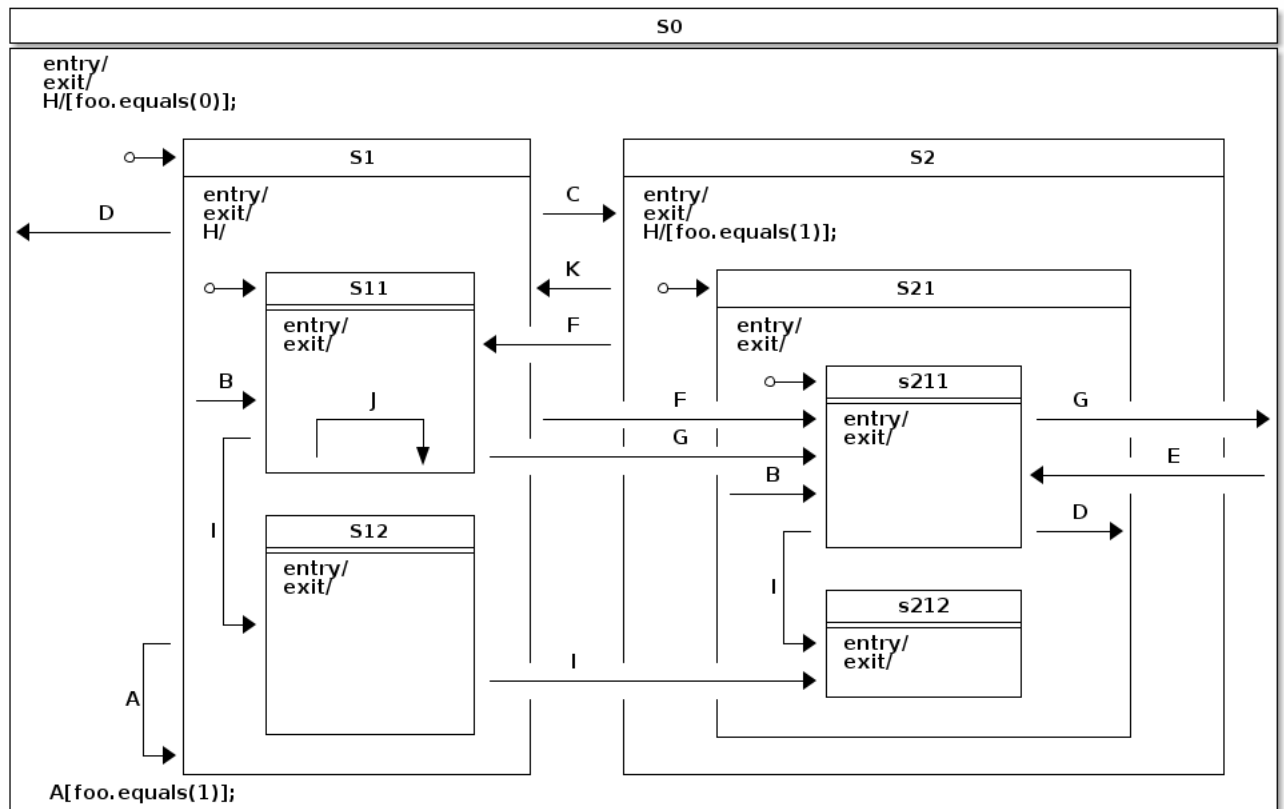 S0
entry/
exit/
H/[foo.equals(0)];
S1
S2
D
entry/
exit/
H/
C
entry/
exit/
H/[foo.equals(1)];
K
S11
S21
entry/
exit/
F
entry/
exit/
B
J
s211
F
G
entry/
exit/
G
E
B
D
I
S12
entry/
exit/
I
s212
entry/
exit/
I
A
A[foo.equals(1)];